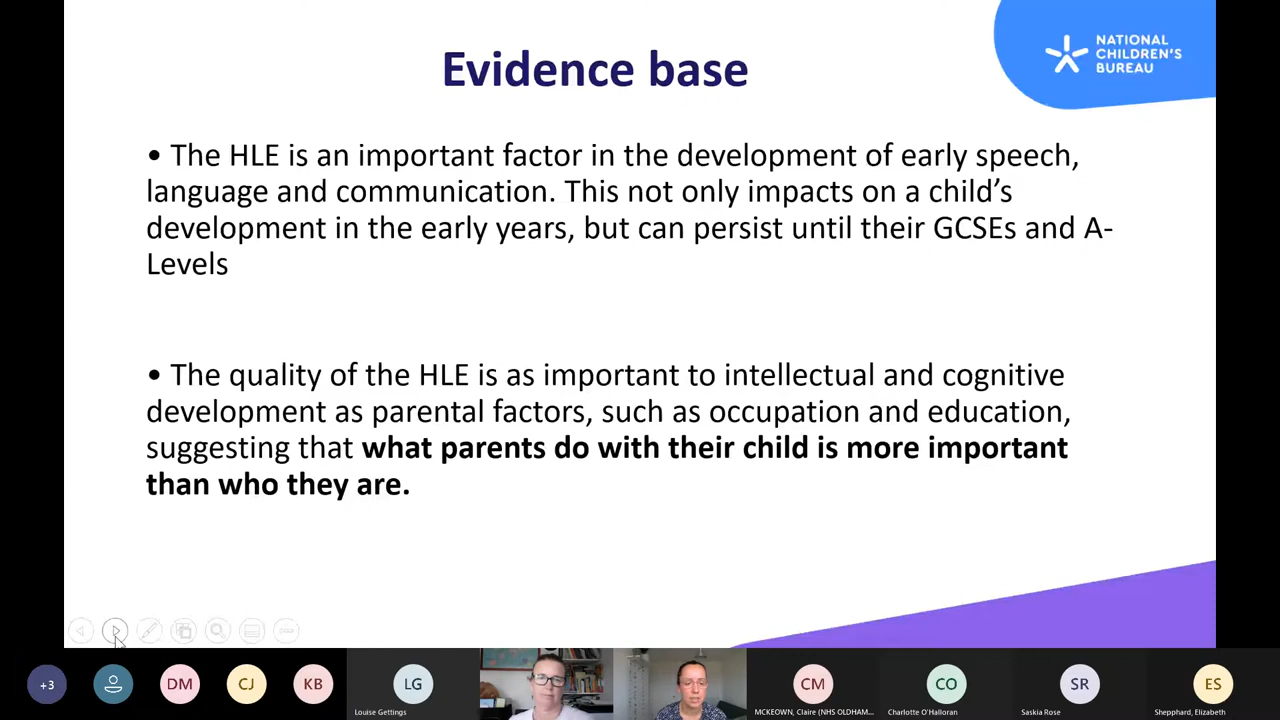 Evidence base
NATIONAL
CHILDREN'S
BUREAU
• The HLE is an important factor in the development of early speech,
language and communication. This not only impacts on a child’s
development in the early years, but can persist until their GCSEs and A-
Levels
• The quality of the HLE is as important to intellectual and cognitive
development as parental factors, such as occupation and education,
suggesting that what parents do with their child is more important
than who they are.
+3
DM
CJ
KB
LG
Louise Gettings
CM
MCKEOWN, Claire (NHS OLDHAM...
CO
Charlotte O'Halloran
SR
Saskia Rose
ES
Shepphard, Elizabeth